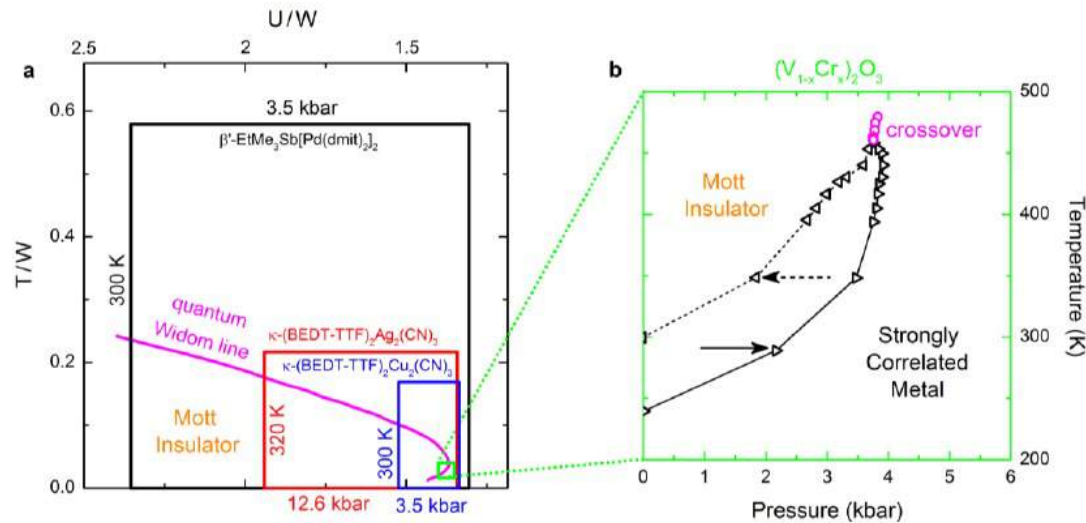 U/W
2.5
2
1.5
a
T/W
0.6
0.4
0.2
0.0
3.5 kbar
β'-EtMe₃Sb[Pd(dmit)₂]₂
300 K
quantum
Widom line
κ-(BEDT-TTF)₂Ag₂(CN)₃
κ-(BEDT-TTF)₂Cu₂(CN)₃
Mott
Insulator
320 K
300 K
12.6 kbar
3.5 kbar
b
(V₁₋ₓCrₓ)₂O₃
crossover
Mott
Insulator
Strongly
Correlated
Metal
500
400
300
200
Temperature (K)
0
1
2
3
4
5
6
Pressure (kbar)